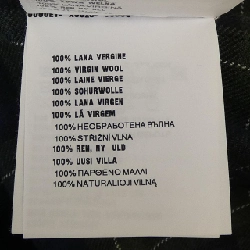 100% LANA VERGINE
100% VIRGIN WOOL
100% LAINE VIERGE
100% SCHURWOLLE
100% LANA VIRGEN
100% LÃ VIRGEM
100% НЕОБРАБОТЕНА ВЪЛНА
100% STŘIŽNÍ VLNA
100% REN, NY ULD
100% UUSI VILLA
100% ΠΑΡΘΕΝΟ ΜΑΛΛΙ
100% NATURALIOJI VILNA